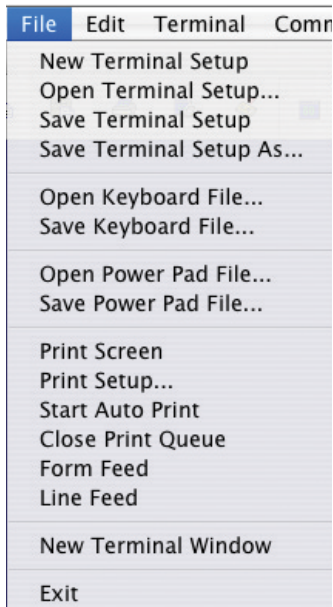 File Edit Terminal Comm
New Terminal Setup
Open Terminal Setup...
Save Terminal Setup
Save Terminal Setup As...
Open Keyboard File...
Save Keyboard File...
Open Power Pad File...
Save Power Pad File...
Print Screen
Print Setup...
Start Auto Print
Close Print Queue
Form Feed
Line Feed
New Terminal Window
Exit